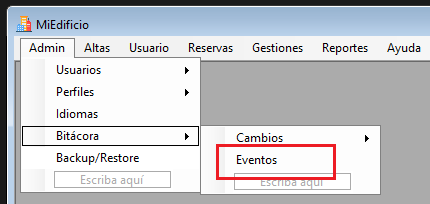 MiEdificio
Admin Altas Usuario Reservas Gestiones Reportes Ayuda
Usuarios
Perfiles
Idiomas
Bitácora
Backup/Restore
Escriba aquí
Cambios
Eventos
Escriba aquí